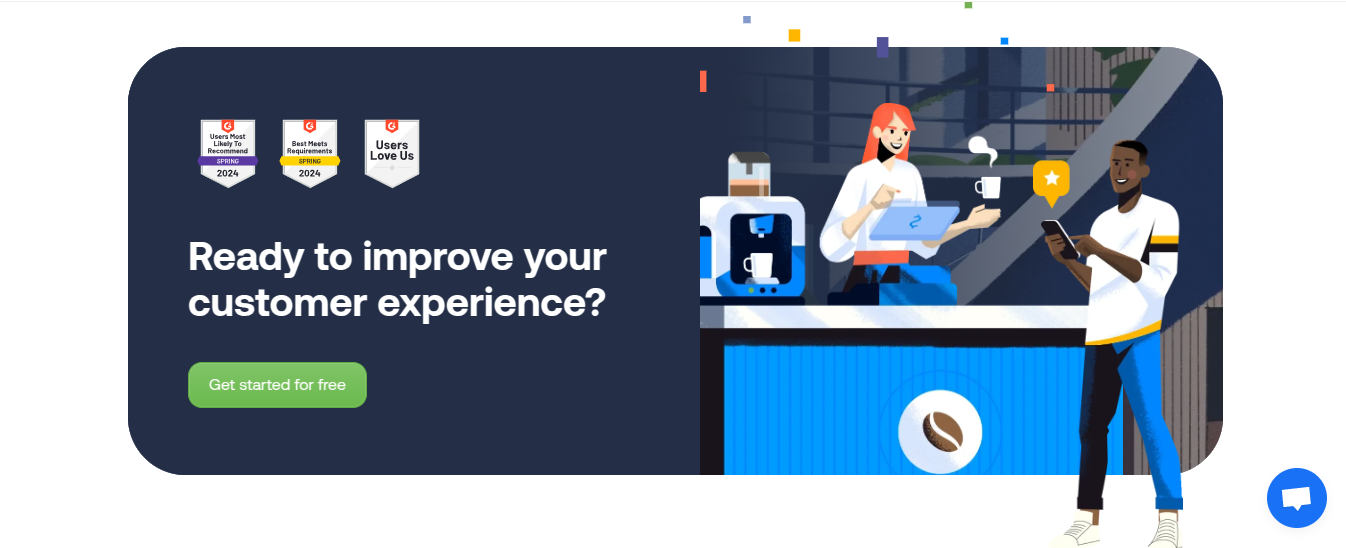 Users Most
Likely To
Recommend
SPRING
2024
Best Meets
Requirements
SPRING
2024
Users
Love Us
Ready to improve your
customer experience?
Get started for free